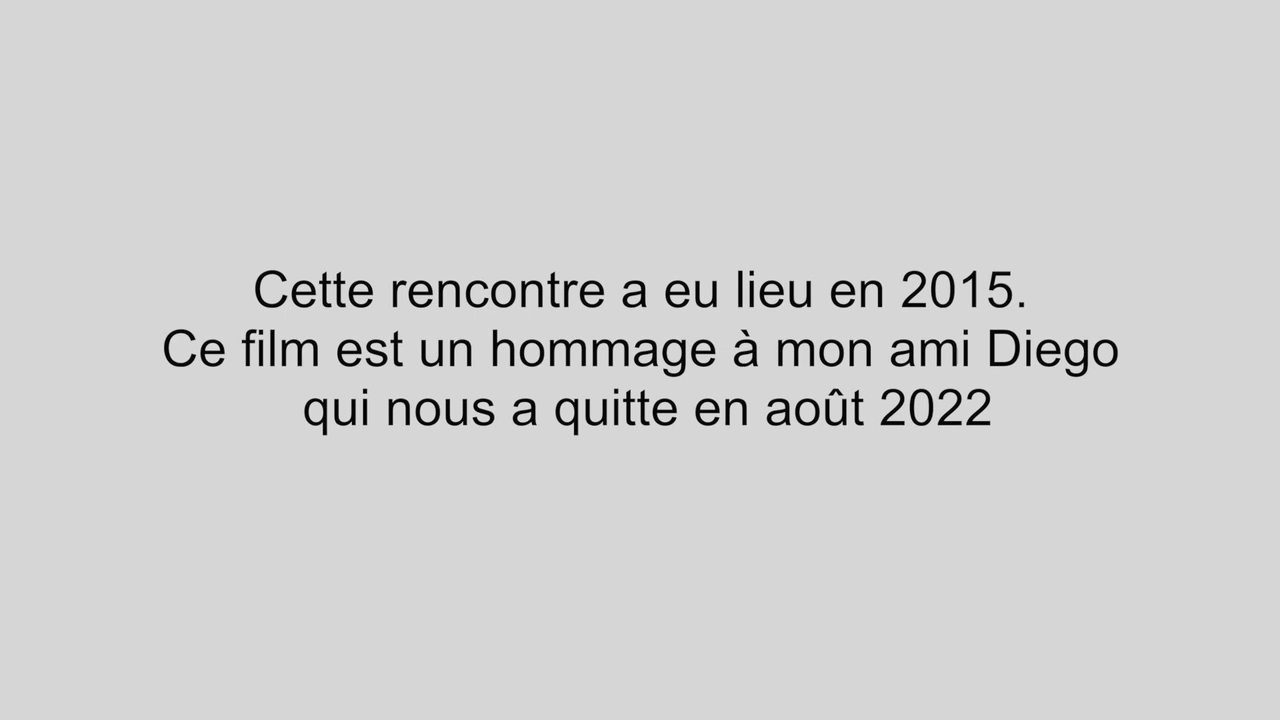 Cette rencontre a eu lieu en 2015.
Ce film est un hommage à mon ami Diego
qui nous a quitte en août 2022